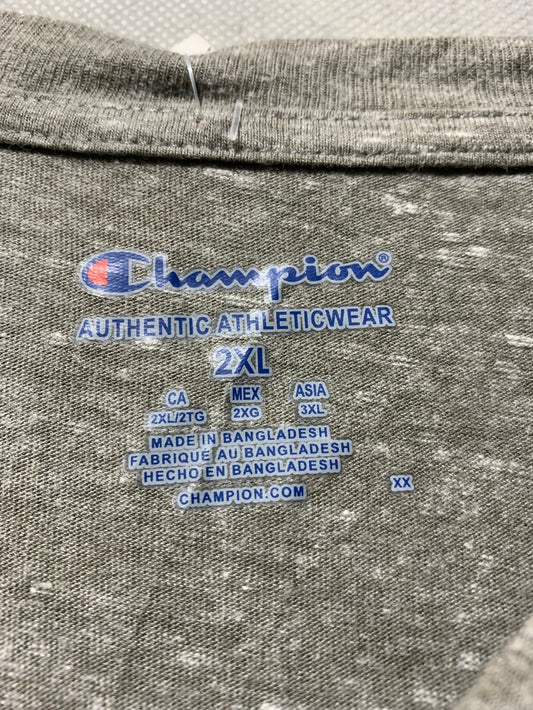 Champion®
AUTHENTIC ATHLETICWEAR
2XL
CA MEX ASIA
2XL/2TG 2XG 3XL
MADE IN BANGLADESH
FABRIQUÉ AU BANGLADESH
HECHO EN BANGLADESH
CHAMPION.COM
XX